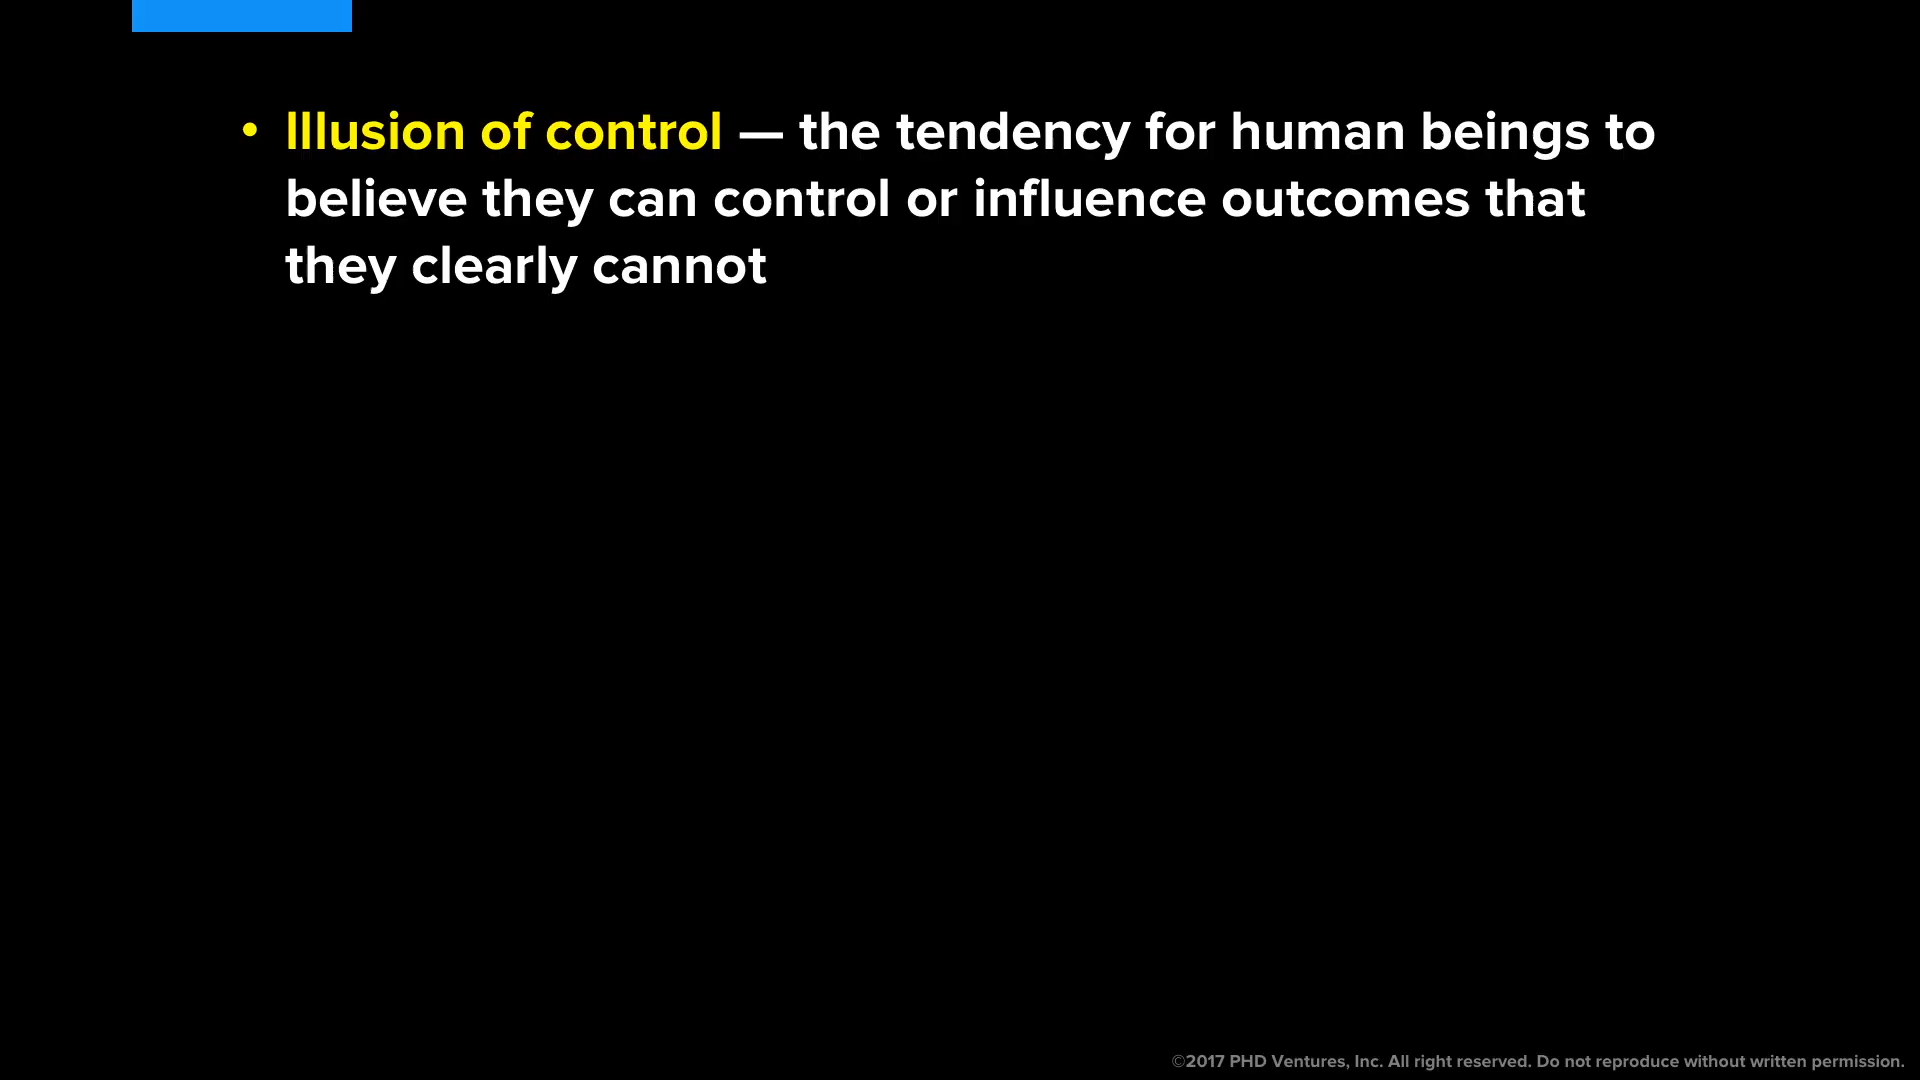 • Illusion of control — the tendency for human beings to
believe they can control or influence outcomes that
they clearly cannot
©2017 PHD Ventures, Inc. All right reserved. Do not reproduce without written permission.